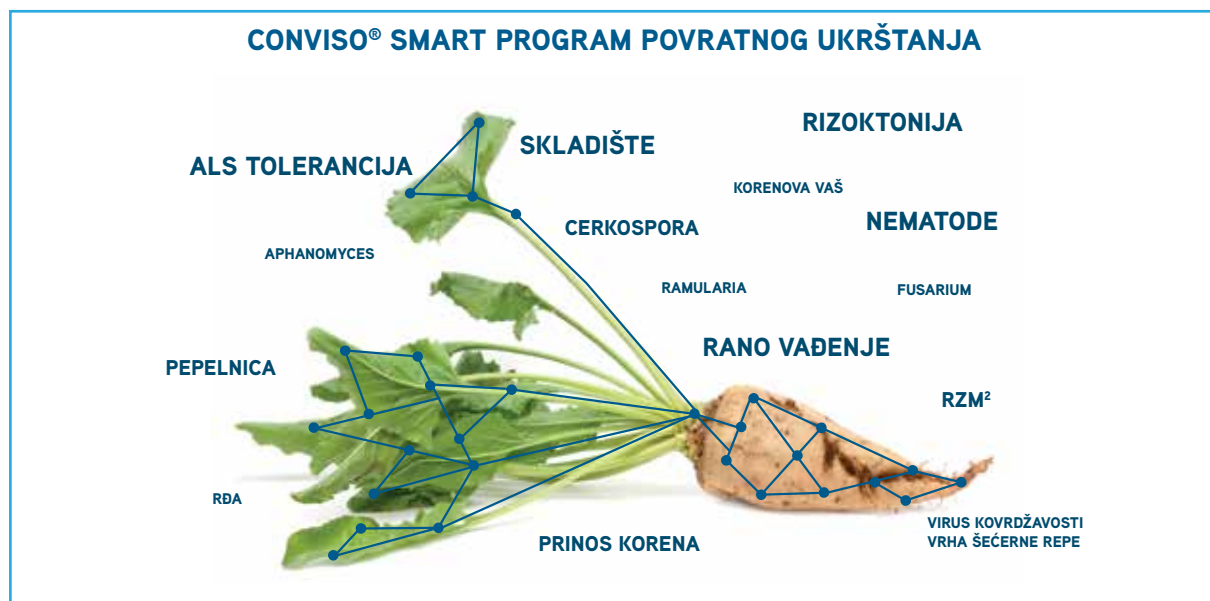 CONVISO® SMART PROGRAM POVRATNOG UKRŠTANJA
RIZOKTONIJA
SKLADIŠTE
ALS TOLERANCIJA
KORENOVA VAŠ
NEMATODE
CERKOSPORA
APHANOMYCES
RAMULARIA
FUSARIUM
RANO VAĐENJE
PEPELNICA
RZM²
RĐA
PRINOS KORENA
VIRUS KOVRDŽAVOSTI
VRHA ŠEĆERNE REPE